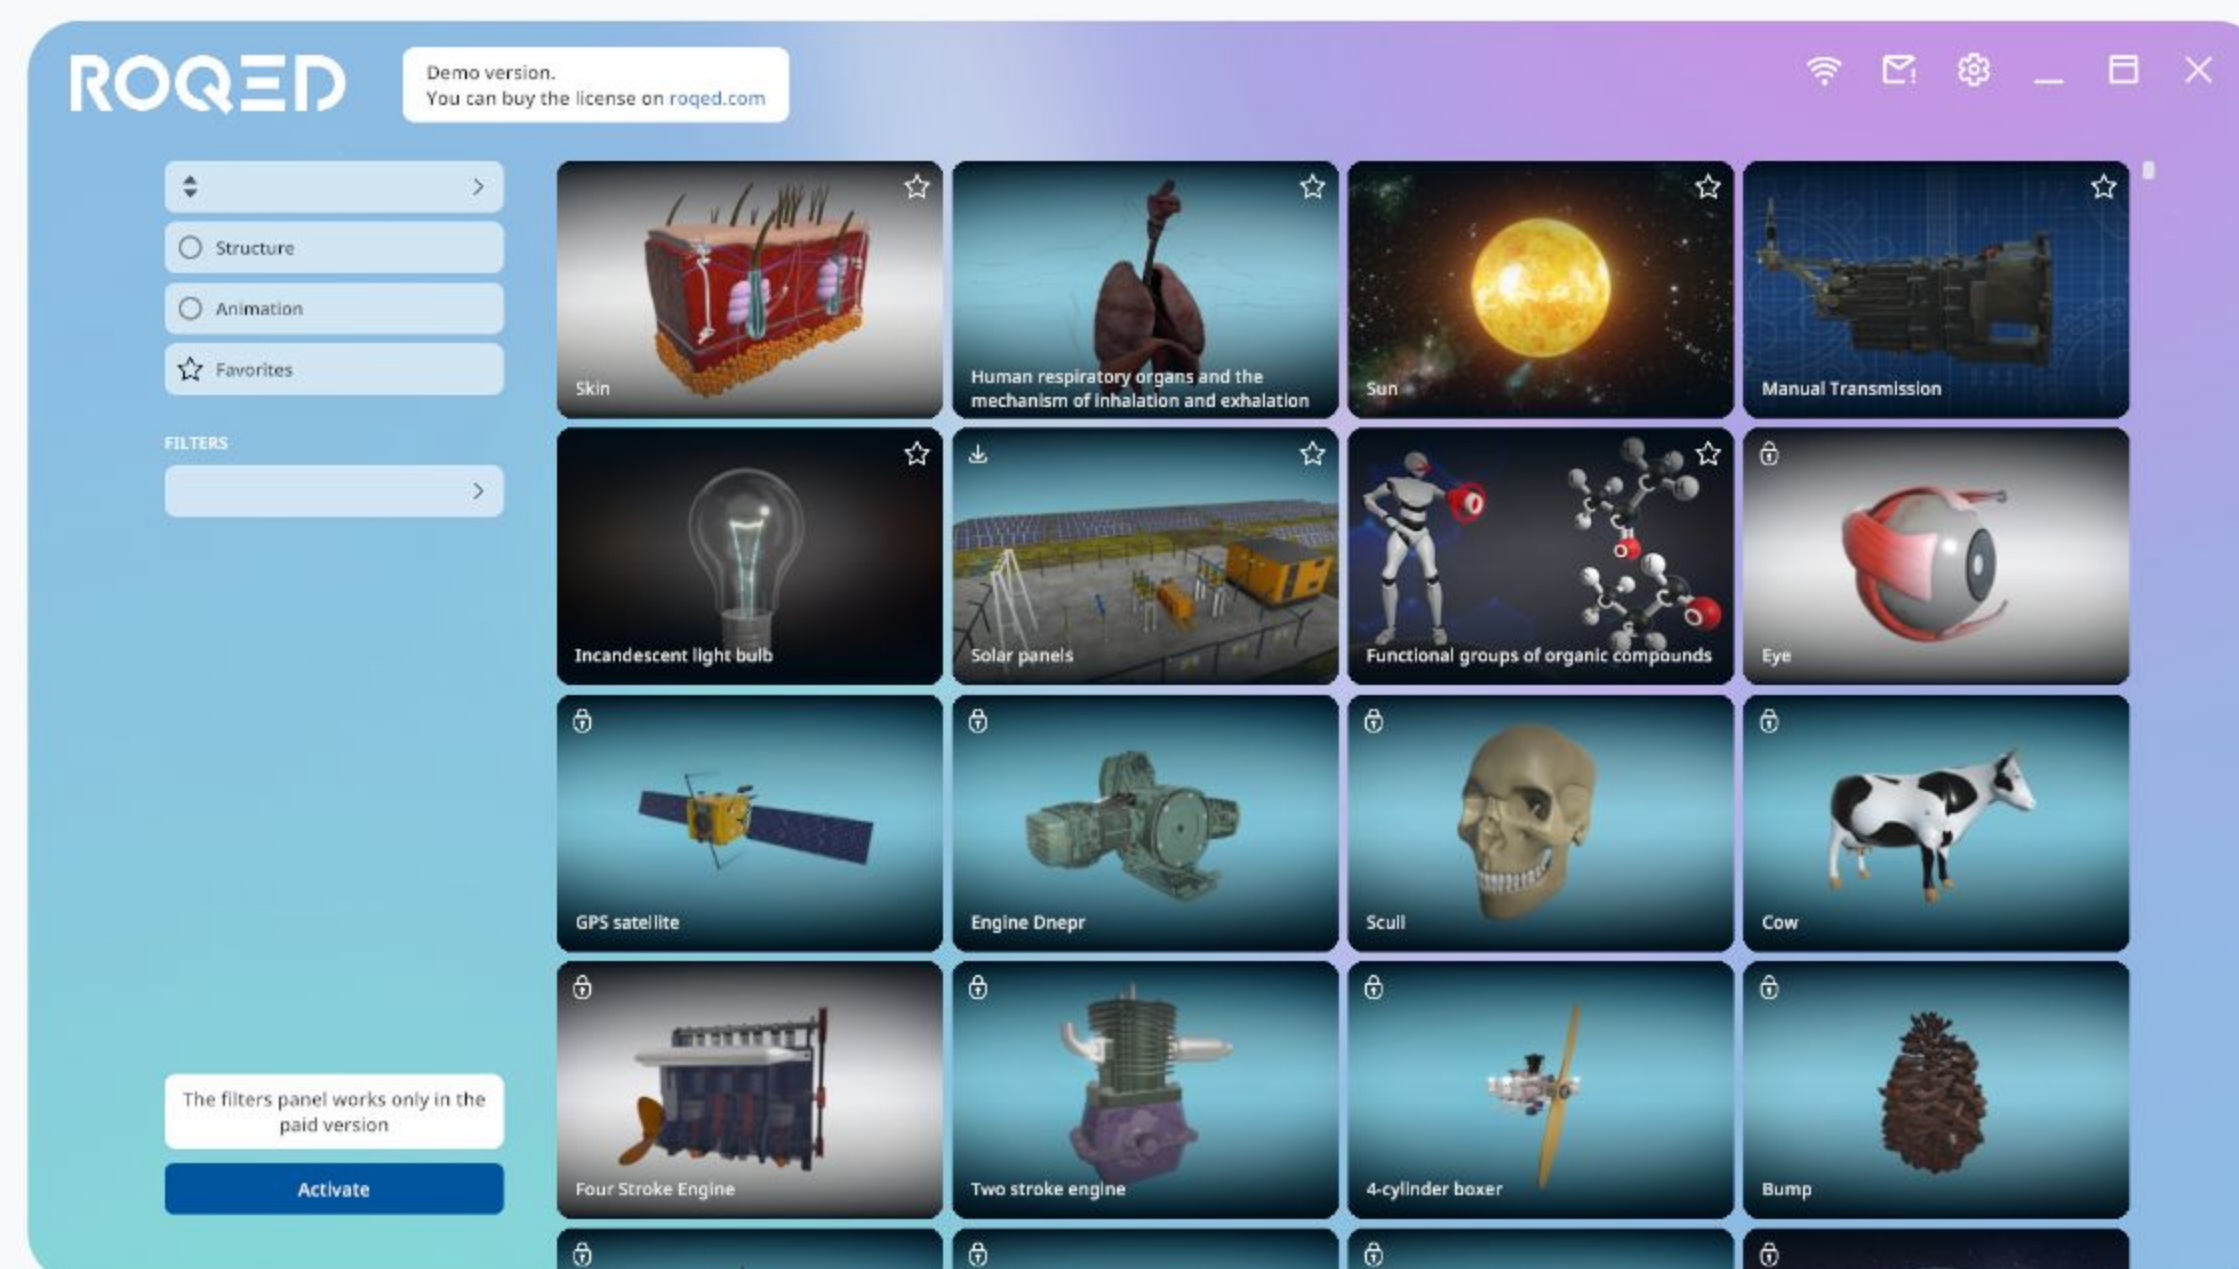 ROQED
Demo version.
You can buy the license on roqed.com
Structure
Animation
Favorites
FILTERS
The filters panel works only in the
paid version
Activate
Skin
Human respiratory organs and the
mechanism of inhalation and exhalation
Sun
Manual Transmission
Incandescent light bulb
Solar panels
Functional groups of organic compounds
Eye
GPS satellite
Engine Dnepr
Scull
Cow
Four Stroke Engine
Two stroke engine
4-cylinder boxer
Bump